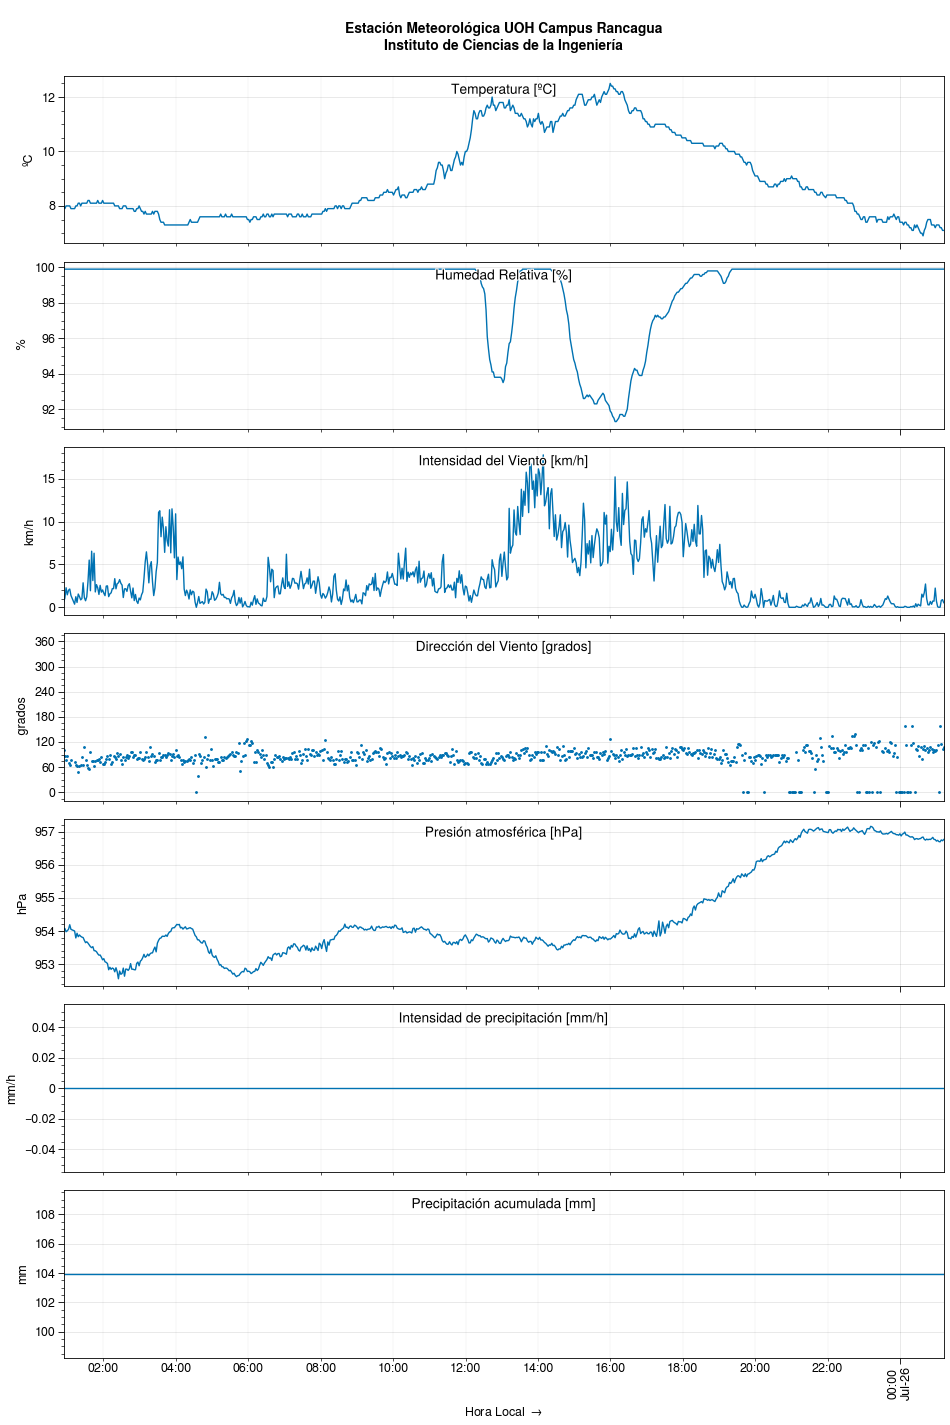 Estación Meteorológica UOH Campus Rancagua
Instituto de Ciencias de la Ingeniería
Temperatura [ºC]
12
10
8
ºC
Humedad Relativa [%]
100
98
96
94
92
%
Intensidad del Viento [km/h]
15
10
5
0
km/h
Dirección del Viento [grados]
360
300
240
180
120
60
0
grados
Presión atmosférica [hPa]
957
956
955
954
953
hPa
Intensidad de precipitación [mm/h]
0.04
0.02
0
−0.02
−0.04
mm/h
Precipitación acumulada [mm]
108
106
104
102
100
mm
02:00 04:00 06:00 08:00 10:00 12:00 14:00 16:00 18:00 20:00 22:00 00:00
Jul-26
Hora Local →